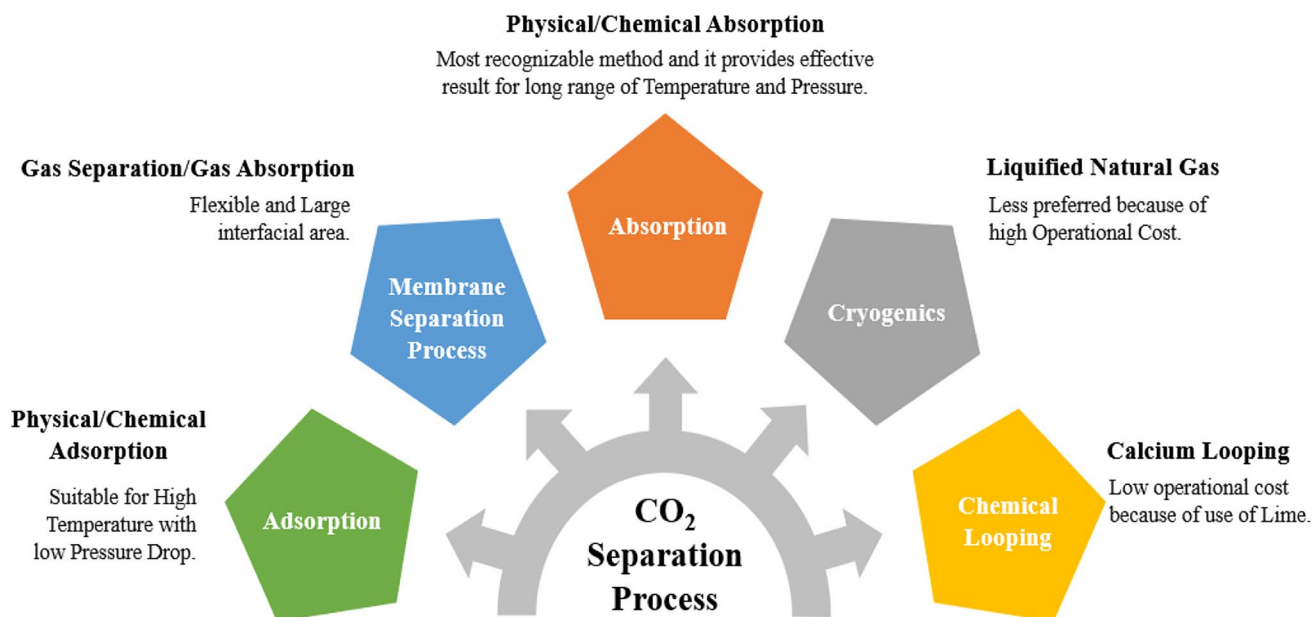 Physical/Chemical Absorption
Most recognizable method and it provides effective
result for long range of Temperature and Pressure.
Absorption
Gas Separation/Gas Absorption
Flexible and Large
interfacial area.
Membrane
Separation
Process
Liquified Natural Gas
Less preferred because of
high Operational Cost.
Cryogenics
Physical/Chemical
Adsorption
Suitable for High
Temperature with
low Pressure Drop.
Adsorption
Calcium Looping
Low operational cost
because of use of Lime.
Chemical
Looping
CO₂
Separation
Process